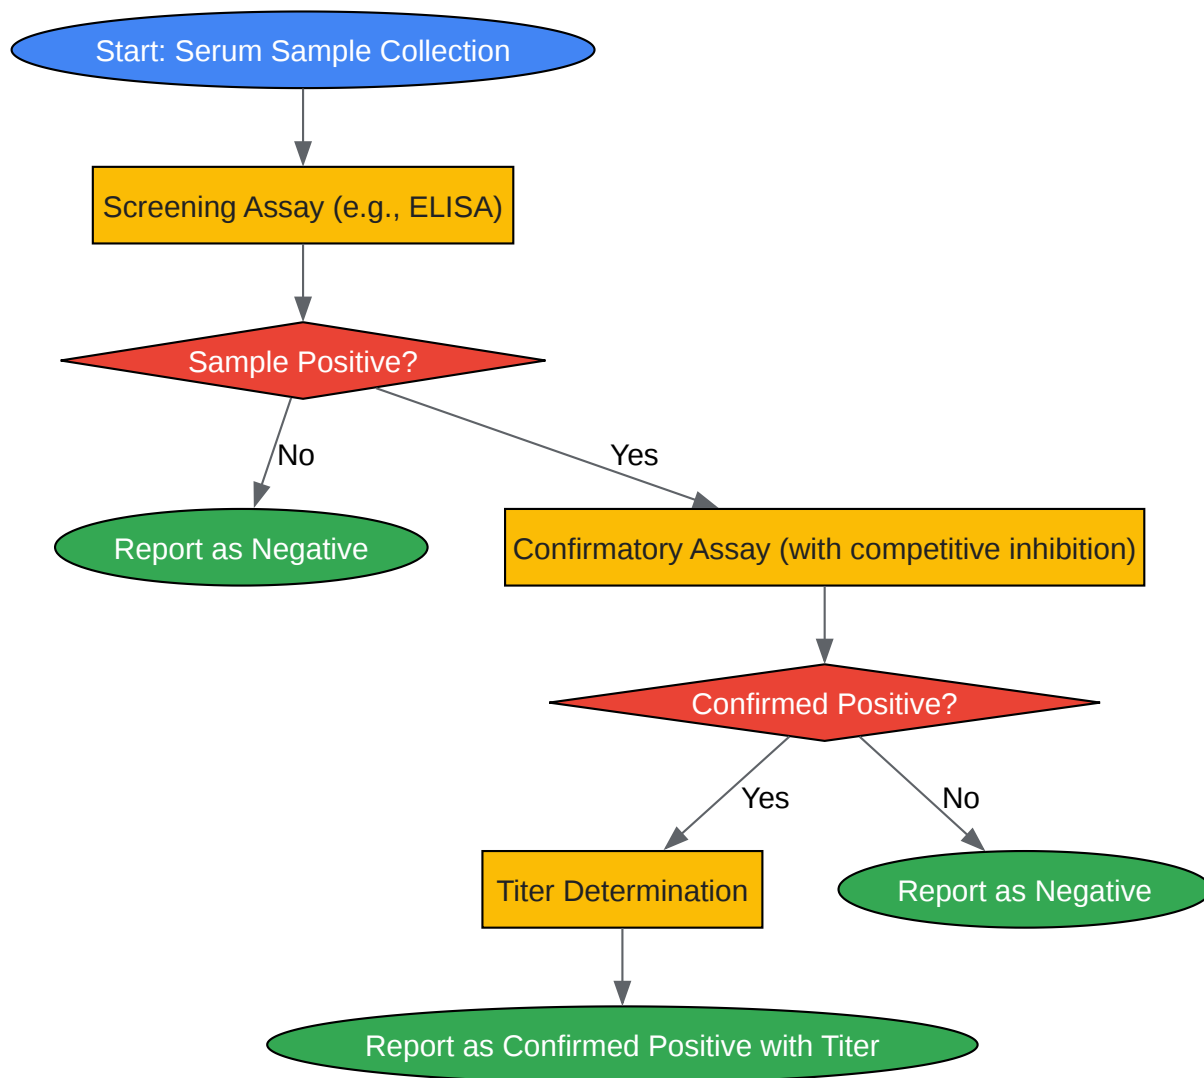 Start: Serum Sample Collection
Screening Assay (e.g., ELISA)
Sample Positive?
No
Yes
Report as Negative
Confirmatory Assay (with competitive inhibition)
Confirmed Positive?
Yes
No
Titer Determination
Report as Negative
Report as Confirmed Positive with Titer